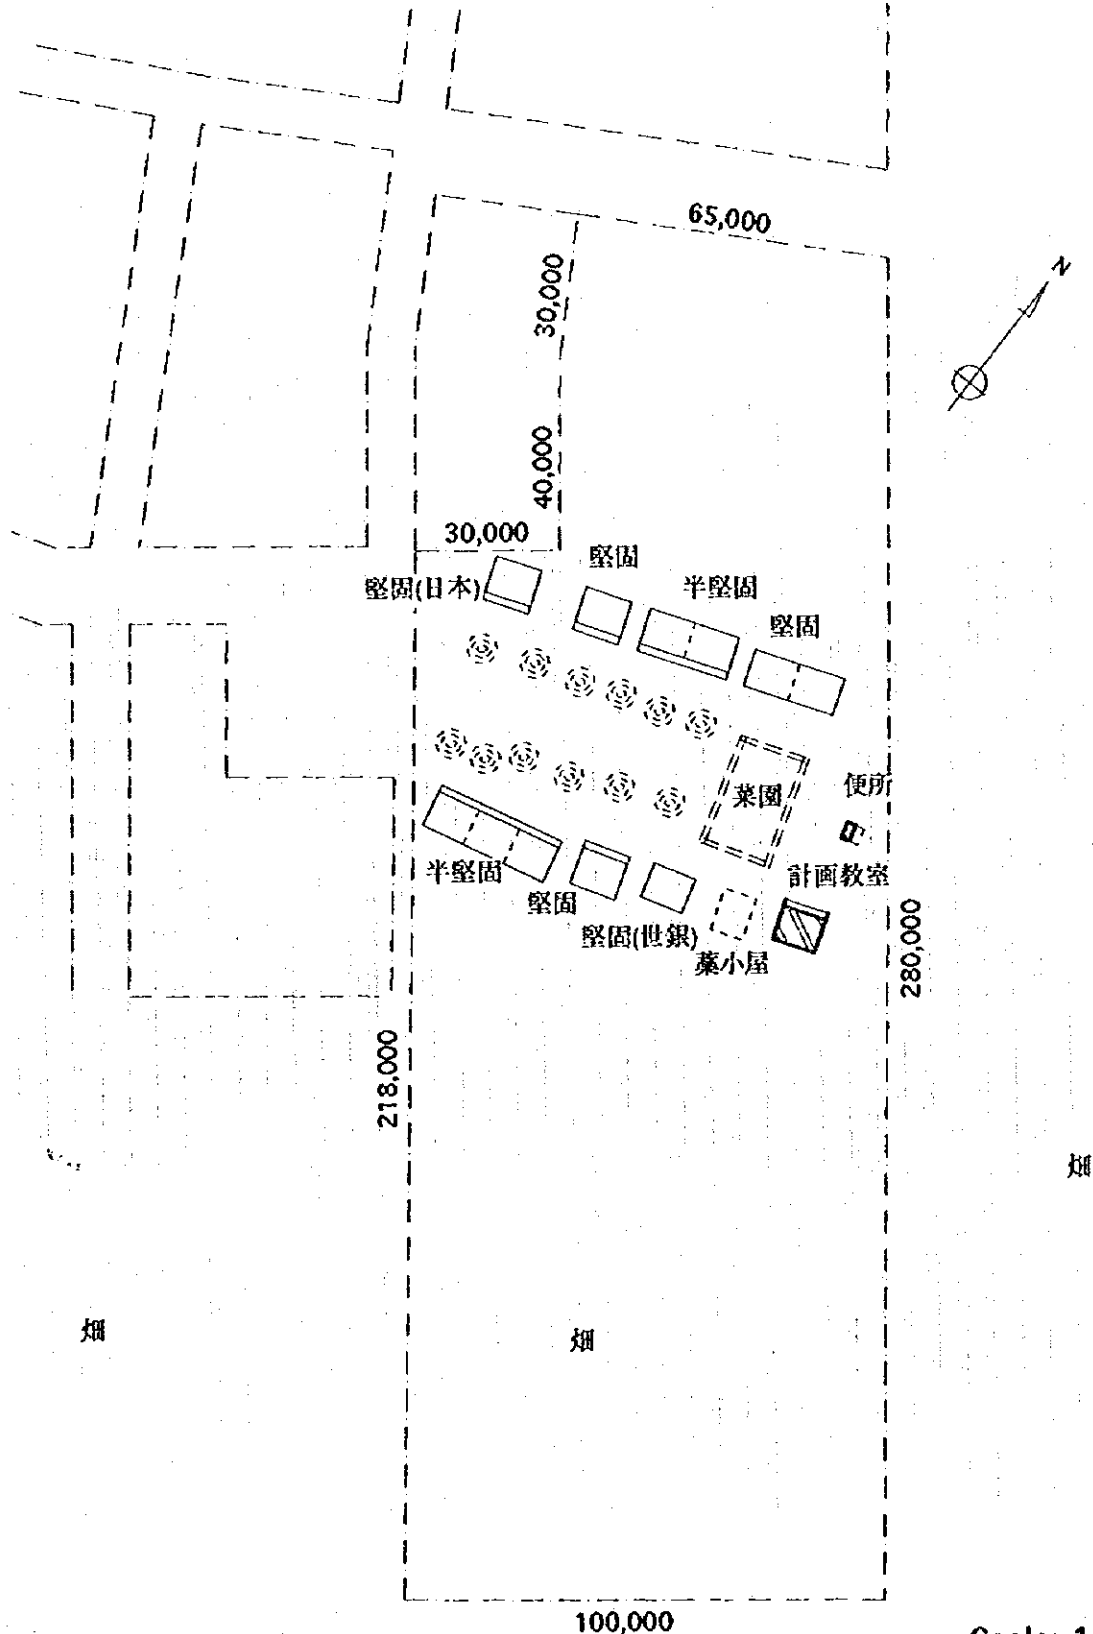 65,000
N
30,000
40,000
30,000
堅固
堅固(日本)
半堅固
堅固
便所
菜園
半堅固
計画教室
堅固
堅固(世銀)
藁小屋
280,000
218,000
畑
畑
畑
100,000